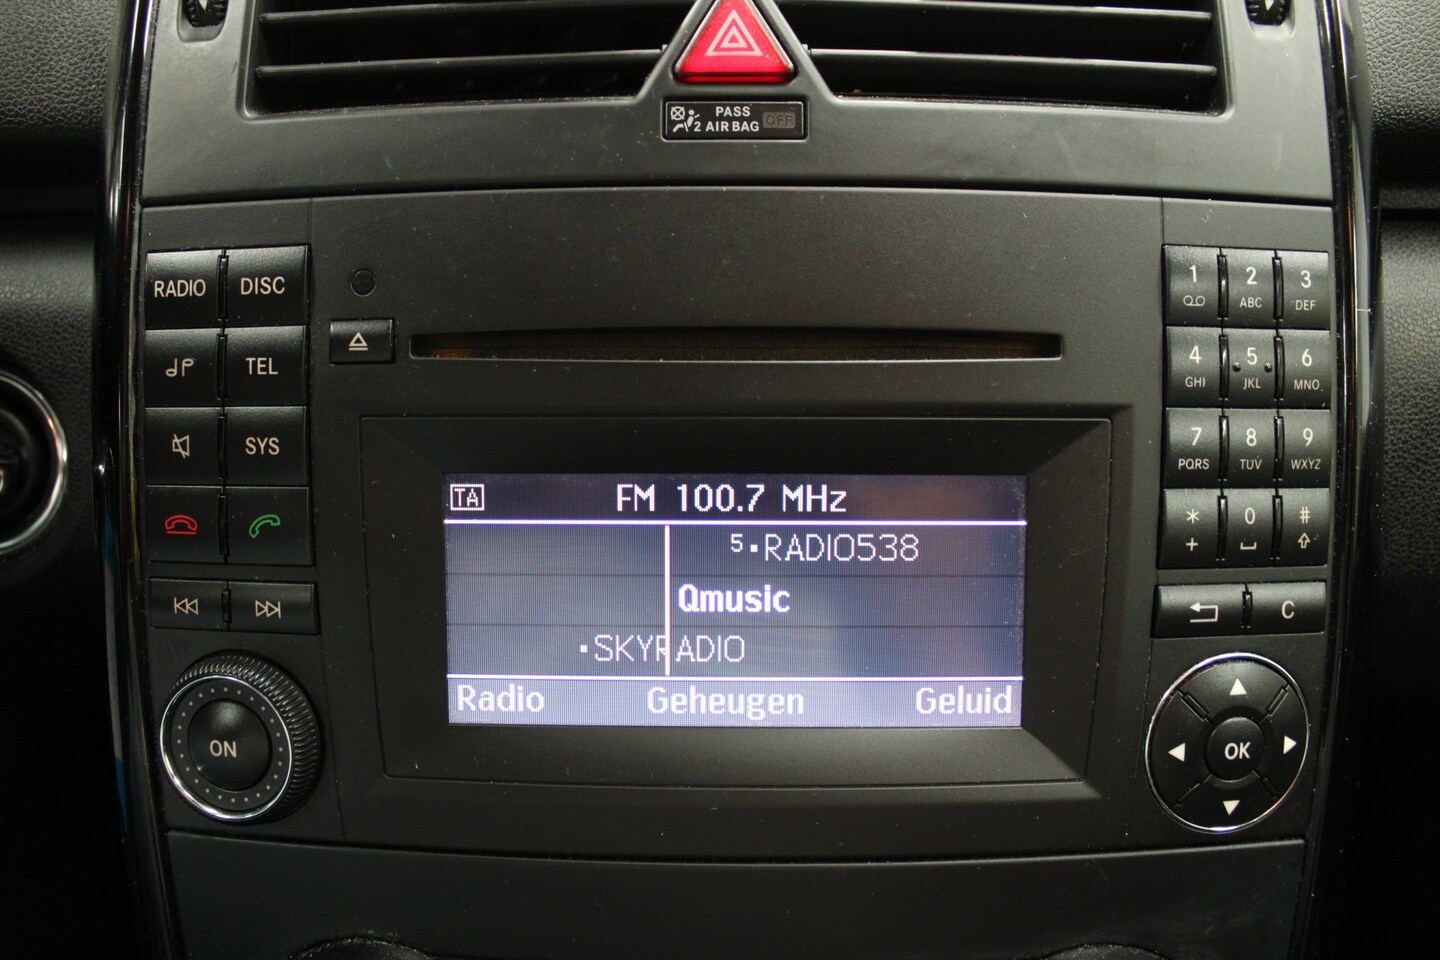 PASS
2 AIRBAG OFF
RADIO DISC
TEL
SYS
ON
TA FM 100.7 MHz
5 RADIO538
Qmusic
SKYRADIO
Radio Geheugen Geluid
1 2 3
ABC DEF
4 5 6
GHI JKL MNO
7 8 9
PQRS TUV WXYZ
* 0 #
+
C
OK